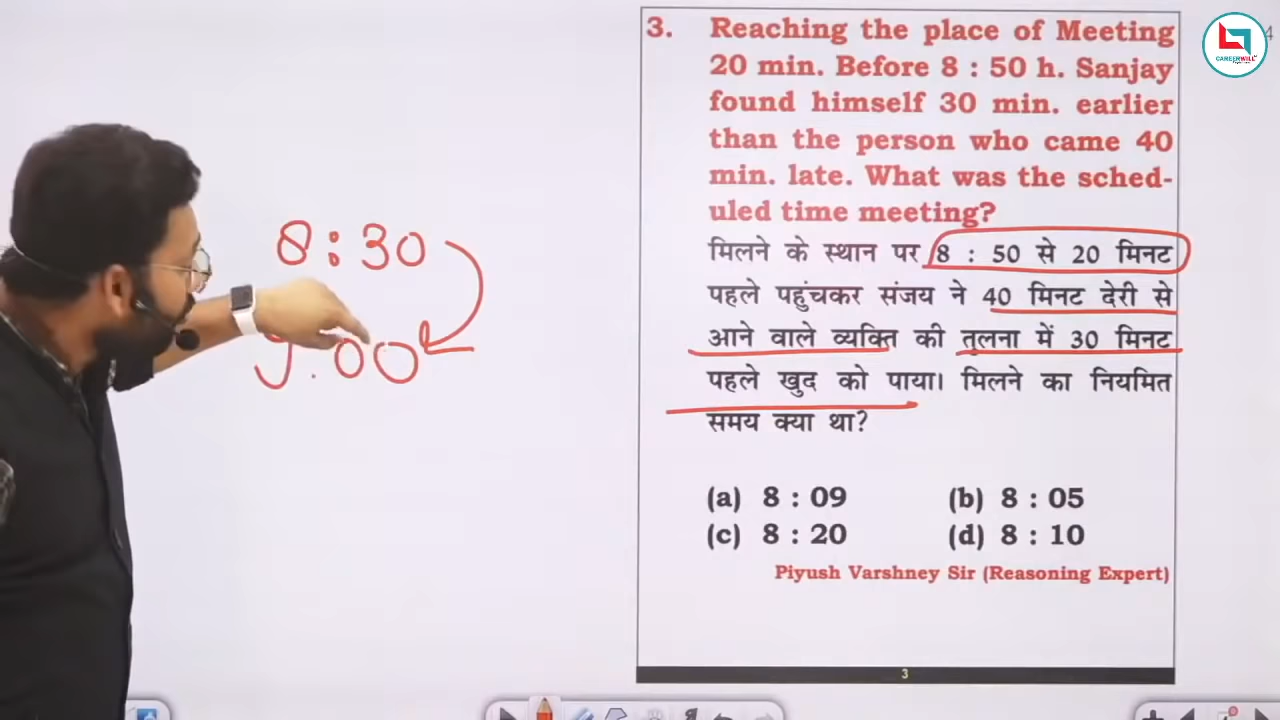 3. Reaching the place of Meeting
20 min. Before 8 : 50 h. Sanjay
found himself 30 min. earlier
than the person who came 40
min. late. What was the sched-
uled time meeting?
मिलने के स्थान पर 8 : 50 से 20 मिनट
पहले पहुंचकर संजय ने 40 मिनट देरी से
आने वाले व्यक्ति की तुलना में 30 मिनट
पहले खुद को पाया। मिलने का नियमित
समय क्या था?
(a) 8 : 09 (b) 8 : 05
(c) 8 : 20 (d) 8 : 10
Piyush Varshney Sir (Reasoning Expert)
3
8:30
CAREERWILL
4